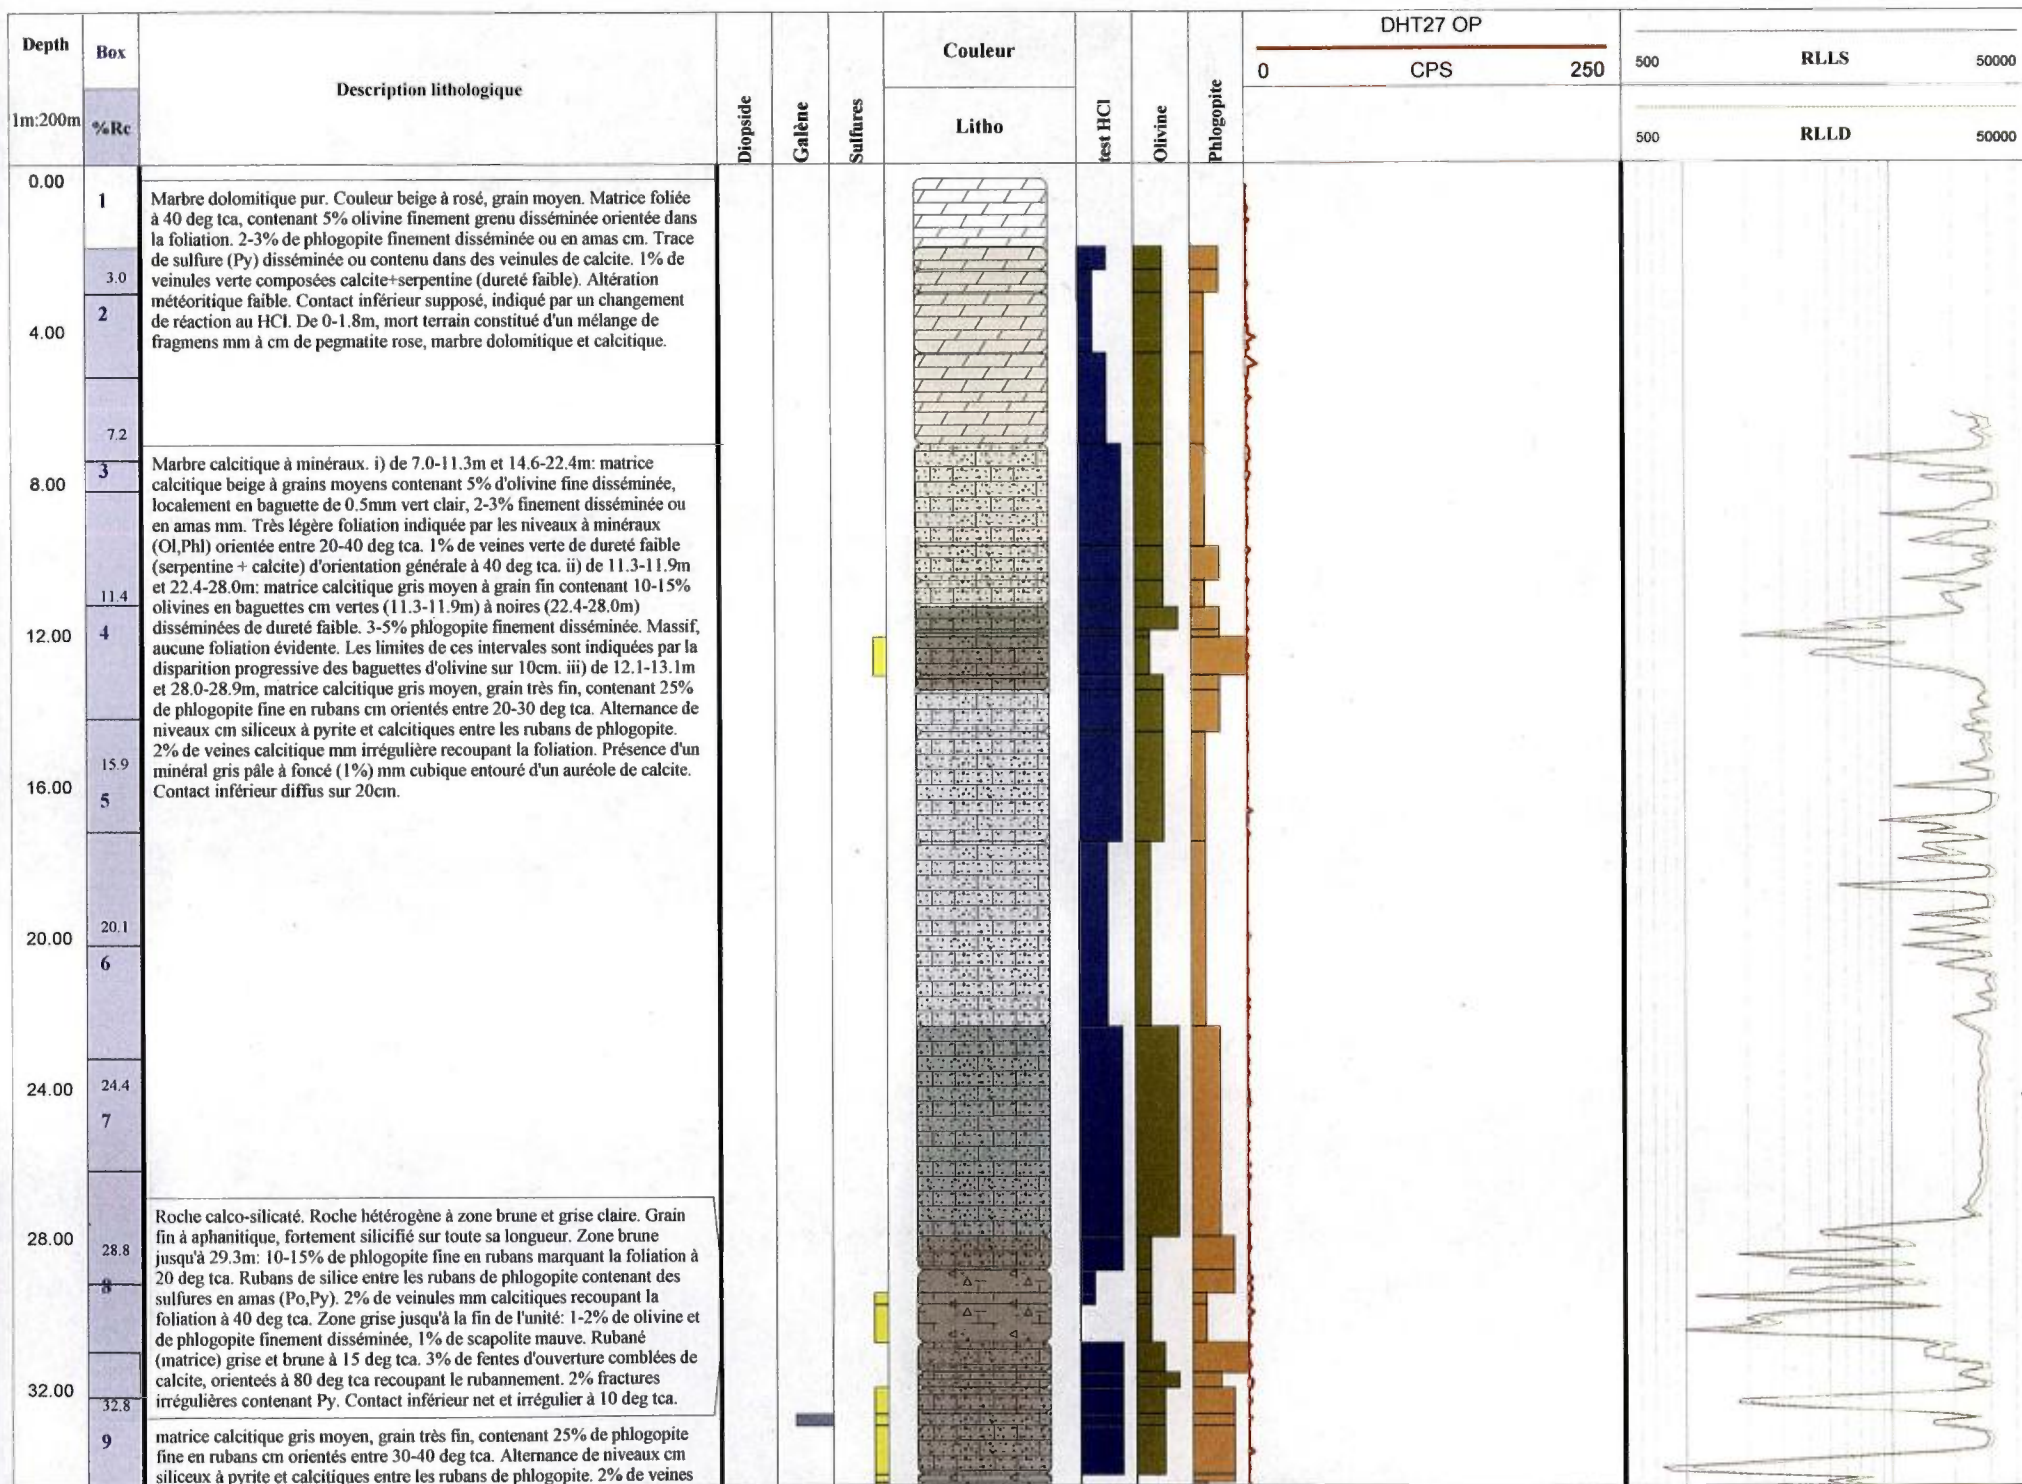 Depth
1m:200m
Box
%Rc
Description lithologique
Diopside
Galène
Sulfures
Couleur
Litho
test HCl
Olivine
Phlogopite
DHT27 OP
0 CPS 250
500 RLLS 50000
500 RLLD 50000
0.00
4.00
8.00
12.00
16.00
20.00
24.00
28.00
32.00
1
3.0
2
7.2
3
11.4
4
15.9
5
20.1
6
24.4
7
28.8
8
32.8
9
Marbre dolomitique pur. Couleur beige à rosé, grain moyen. Matrice foliée
à 40 deg tca, contenant 5% olivine finement grenu disséminée orientée dans
la foliation. 2-3% de phlogopite finement disséminée ou en amas cm. Trace
de sulfure (Py) disséminée ou contenu dans des veinules de calcite. 1% de
veinules verte composées calcite+serpentine (dureté faible). Altération
météoritique faible. Contact inférieur supposé, indiqué par un changement
de réaction au HCl. De 0-1.8m, mort terrain constitué d'un mélange de
fragmens mm à cm de pegmatite rose, marbre dolomitique et calcitique.
Marbre calcitique à minéraux. i) de 7.0-11.3m et 14.6-22.4m: matrice
calcitique beige à grains moyens contenant 5% d'olivine fine disséminée,
localement en baguette de 0.5mm vert clair, 2-3% finement disséminée ou
en amas mm. Très légère foliation indiquée par les niveaux à minéraux
(Ol,Phl) orientée entre 20-40 deg tca. 1% de veines verte de dureté faible
(serpentine + calcite) d'orientation générale à 40 deg tca. ii) de 11.3-11.9m
et 22.4-28.0m: matrice calcitique gris moyen à grain fin contenant 10-15%
olivines en baguettes cm vertes (11.3-11.9m) à noires (22.4-28.0m)
disséminées de dureté faible. 3-5% phlogopite finement disséminée. Massif,
aucune foliation évidente. Les limites de ces intervales sont indiquées par la
disparition progressive des baguettes d'olivine sur 10cm. iii) de 12.1-13.1m
et 28.0-28.9m, matrice calcitique gris moyen, grain très fin, contenant 25%
de phlogopite fine en rubans cm orientés entre 20-30 deg tca. Alternance de
niveaux cm siliceux à pyrite et calcitiques entre les rubans de phlogopite.
2% de veines calcitique mm irrégulière recoupant la foliation. Présence d'un
minéral gris pâle à foncé (1%) mm cubique entouré d'un auréole de calcite.
Contact inférieur diffus sur 20cm.
Roche calco-silicaté. Roche hétérogène à zone brune et grise claire. Grain
fin à aphanitique, fortement silicifié sur toute sa longueur. Zone brune
jusqu'à 29.3m: 10-15% de phlogopite fine en rubans marquant la foliation à
20 deg tca. Rubans de silice entre les rubans de phlogopite contenant des
sulfures en amas (Po,Py). 2% de veinules mm calcitiques recoupant la
foliation à 40 deg tca. Zone grise jusqu'à la fin de l'unité: 1-2% de olivine et
de phlogopite finement disséminée, 1% de scapolite mauve. Rubané
(matrice) grise et brune à 15 deg tca. 3% de fentes d'ouverture comblées de
calcite, orienteés à 80 deg tca recoupant le rubannement. 2% fractures
irrégulières contenant Py. Contact inférieur net et irrégulier à 10 deg tca.
matrice calcitique gris moyen, grain très fin, contenant 25% de phlogopite
fine en rubans cm orientés entre 30-40 deg tca. Alternance de niveaux cm
siliceux à pyrite et calcitiques entre les rubans de phlogopite. 2% de veines